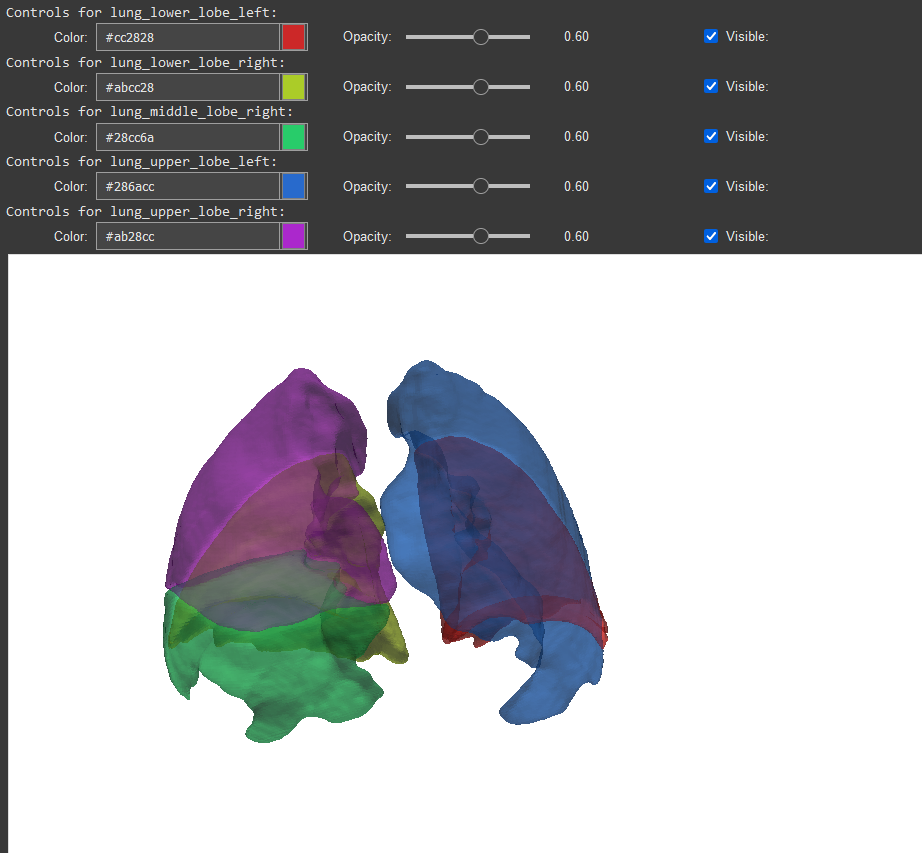 Controls for lung_lower_lobe_left:
Color: #cc2828 Opacity: 0.60 Visible:
Controls for lung_lower_lobe_right:
Color: #abcc28 Opacity: 0.60 Visible:
Controls for lung_middle_lobe_right:
Color: #28cc6a Opacity: 0.60 Visible:
Controls for lung_upper_lobe_left:
Color: #286acc Opacity: 0.60 Visible:
Controls for lung_upper_lobe_right:
Color: #ab28cc Opacity: 0.60 Visible: